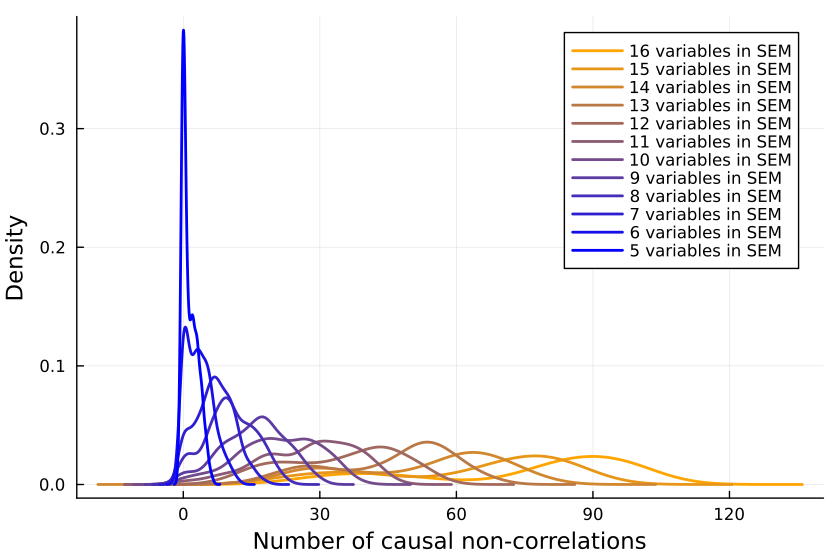 16 variables in SEM
15 variables in SEM
14 variables in SEM
13 variables in SEM
12 variables in SEM
11 variables in SEM
10 variables in SEM
9 variables in SEM
8 variables in SEM
7 variables in SEM
6 variables in SEM
5 variables in SEM
Density
0.3
0.2
0.1
0.0
0 30 60 90 120
Number of causal non-correlations